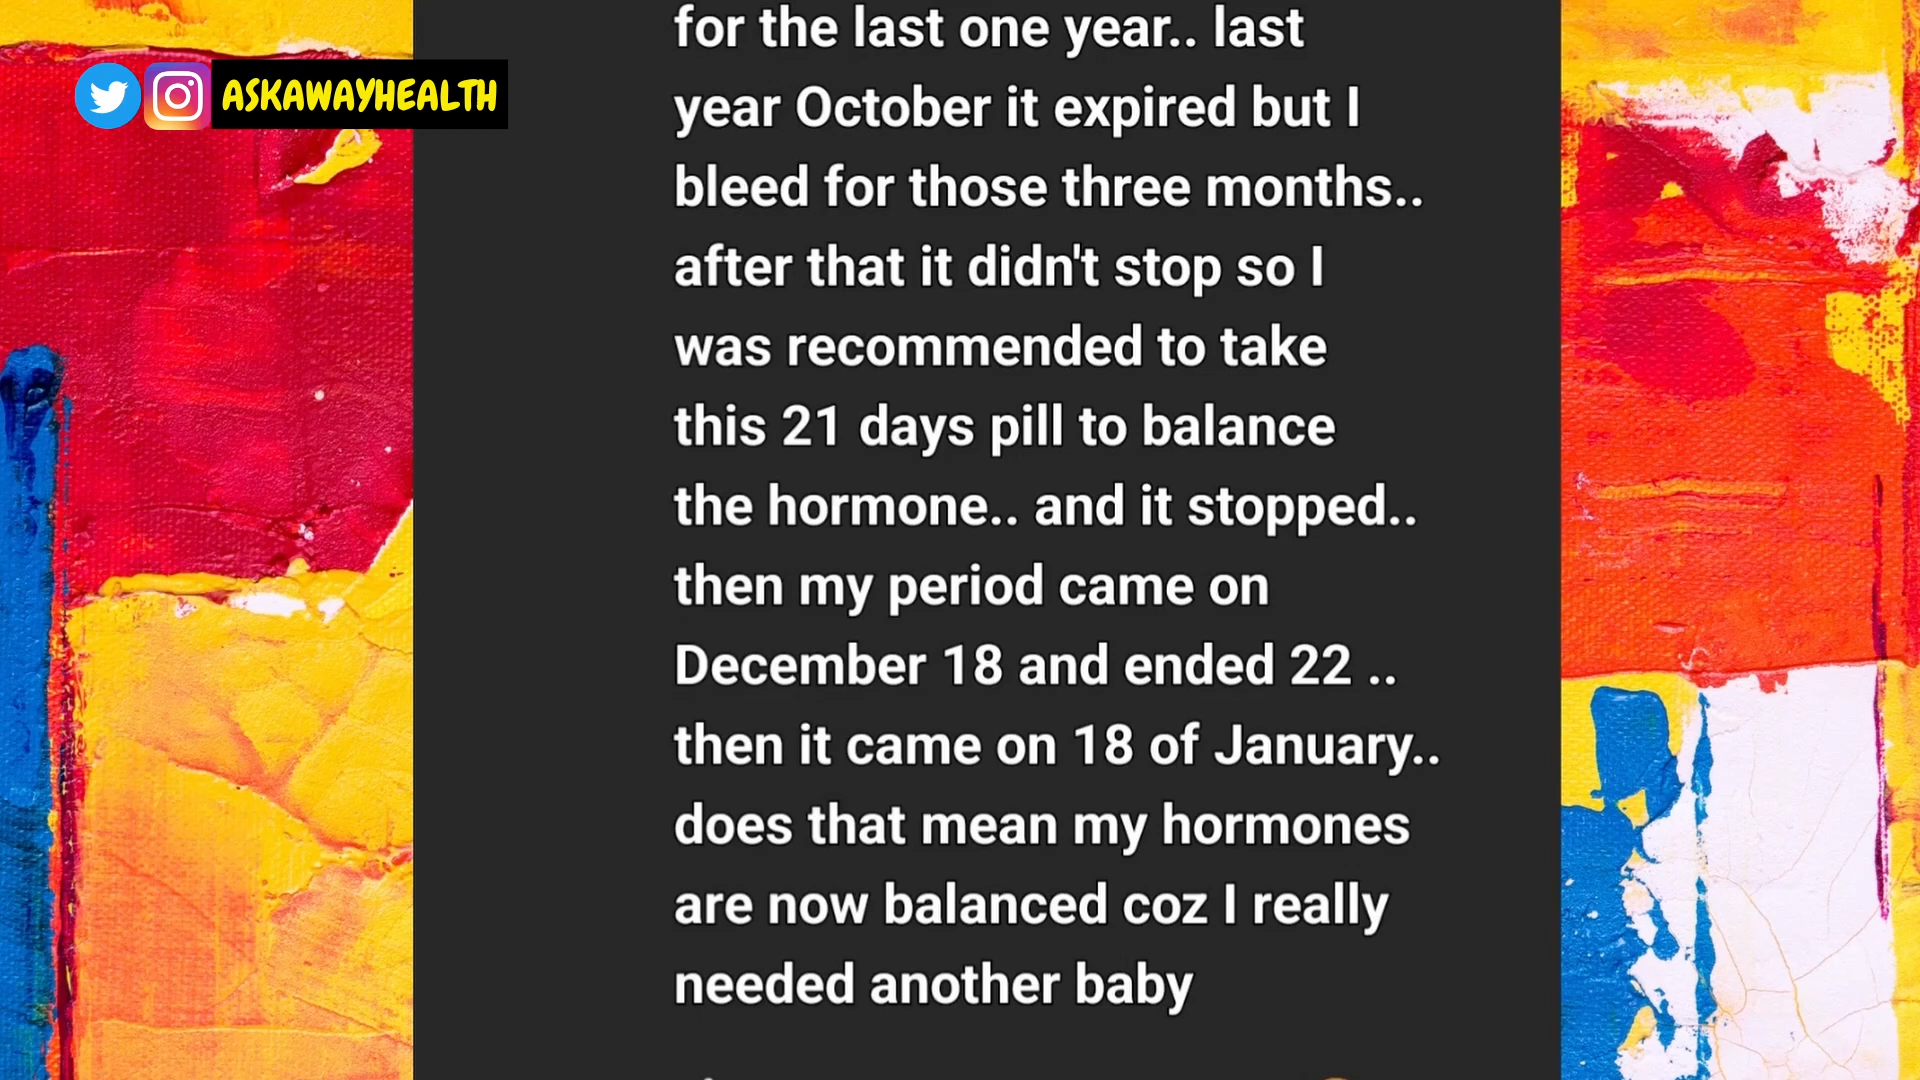 ASKAWAYHEALTH
for the last one year.. last
year October it expired but I
bleed for those three months..
after that it didn't stop so I
was recommended to take
this 21 days pill to balance
the hormone.. and it stopped..
then my period came on
December 18 and ended 22 ..
then it came on 18 of January..
does that mean my hormones
are now balanced coz I really
needed another baby